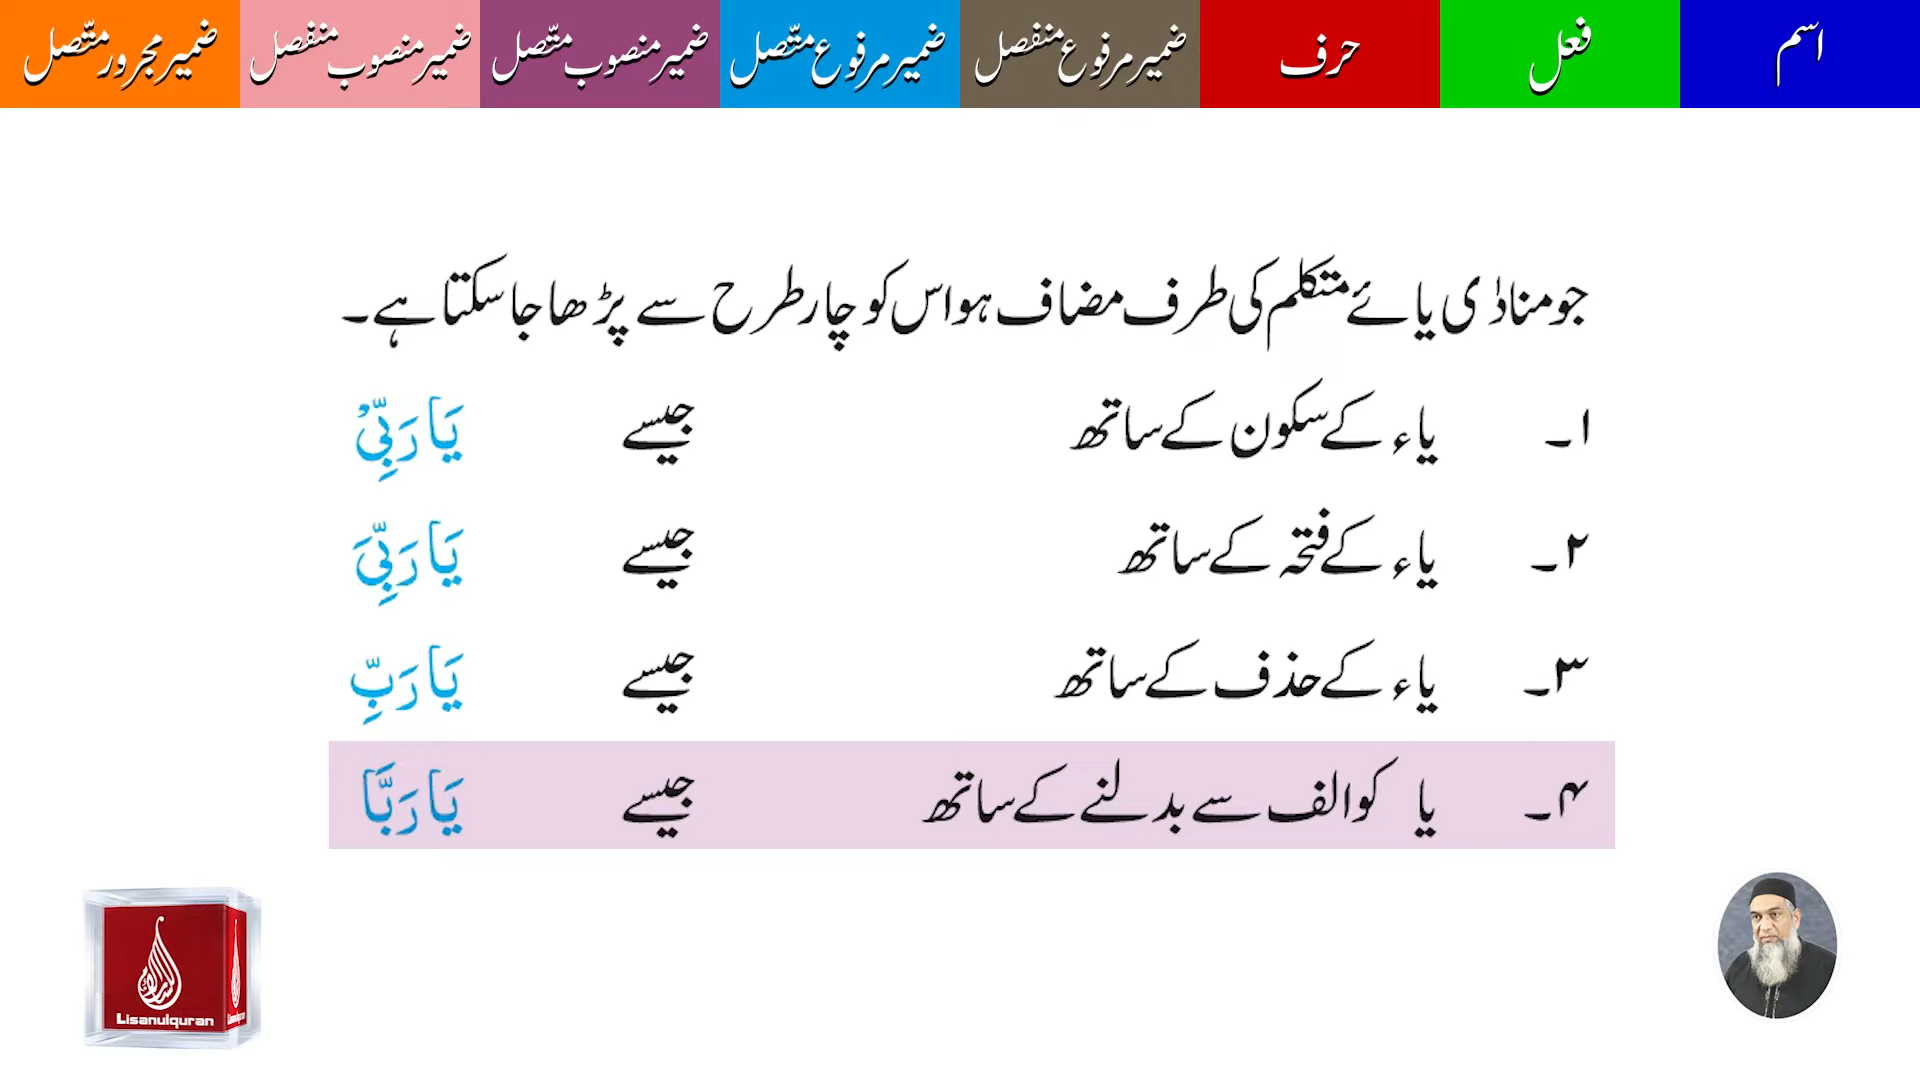 اسم فعل حرف ضمیر مرفوع منفصل ضمیر مرفوع متّصل ضمیر منصوب متّصل ضمیر منصوب منفصل ضمیر مجرور متّصل
جو منادٰی یائے متکلم کی طرف مضاف ہو اس کو چار طرح سے پڑھا جا سکتا ہے۔
۱۔ یاء کے سکون کے ساتھ جیسے يَا رَبِّيْ
۲۔ یاء کے فتحہ کے ساتھ جیسے يَا رَبِّيَ
۳۔ یاء کے حذف کے ساتھ جیسے يَا رَبِّ
۴۔ یا کو الف سے بدلنے کے ساتھ جیسے يَا رَبَّا
Lisanulquran